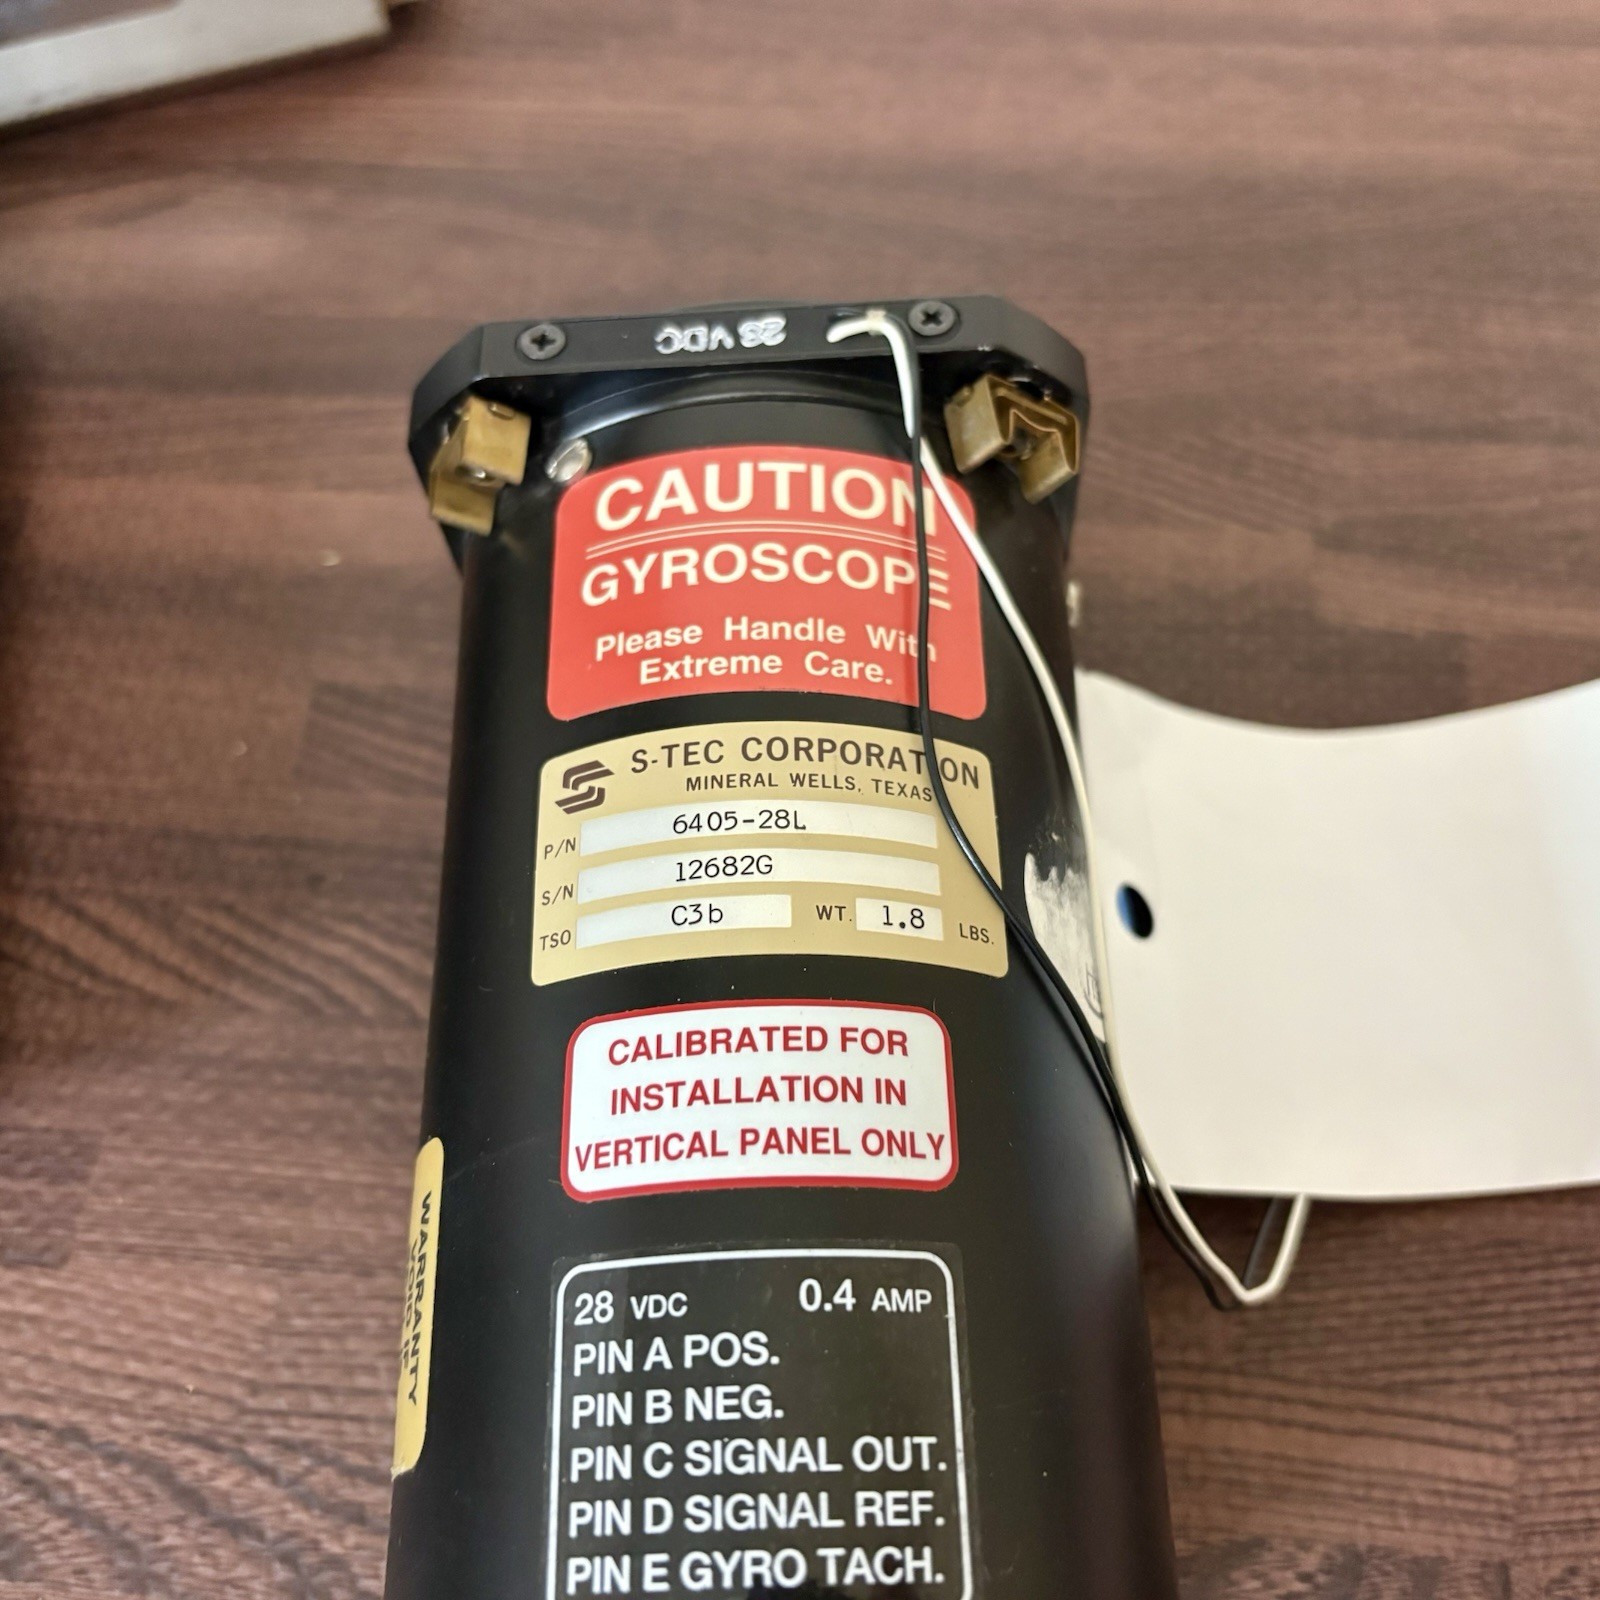 28 VDC
CAUTION
GYROSCOPE
Please Handle With
Extreme Care.
S-TEC CORPORATION
MINERAL WELLS, TEXAS
P/N 6405-28L
S/N 12682G
TSO C3b WT. 1.8 LBS.
CALIBRATED FOR
INSTALLATION IN
VERTICAL PANEL ONLY
WARRANTY
VOID IF
28 VDC 0.4 AMP
PIN A POS.
PIN B NEG.
PIN C SIGNAL OUT.
PIN D SIGNAL REF.
PIN E GYRO TACH.